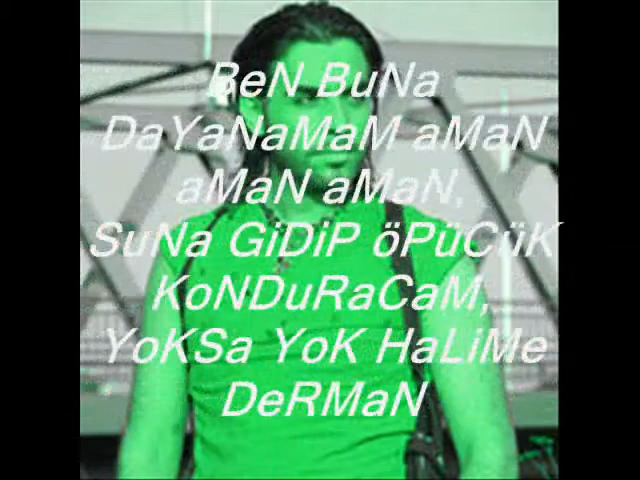 BeN BuNa
DaYaNaMaM aMaN
aMaN aMaN,
SuNa GiDiP öPüCüK
KoNDuRaCaM,
YoKSa YoK HaLiMe
DeRMaN